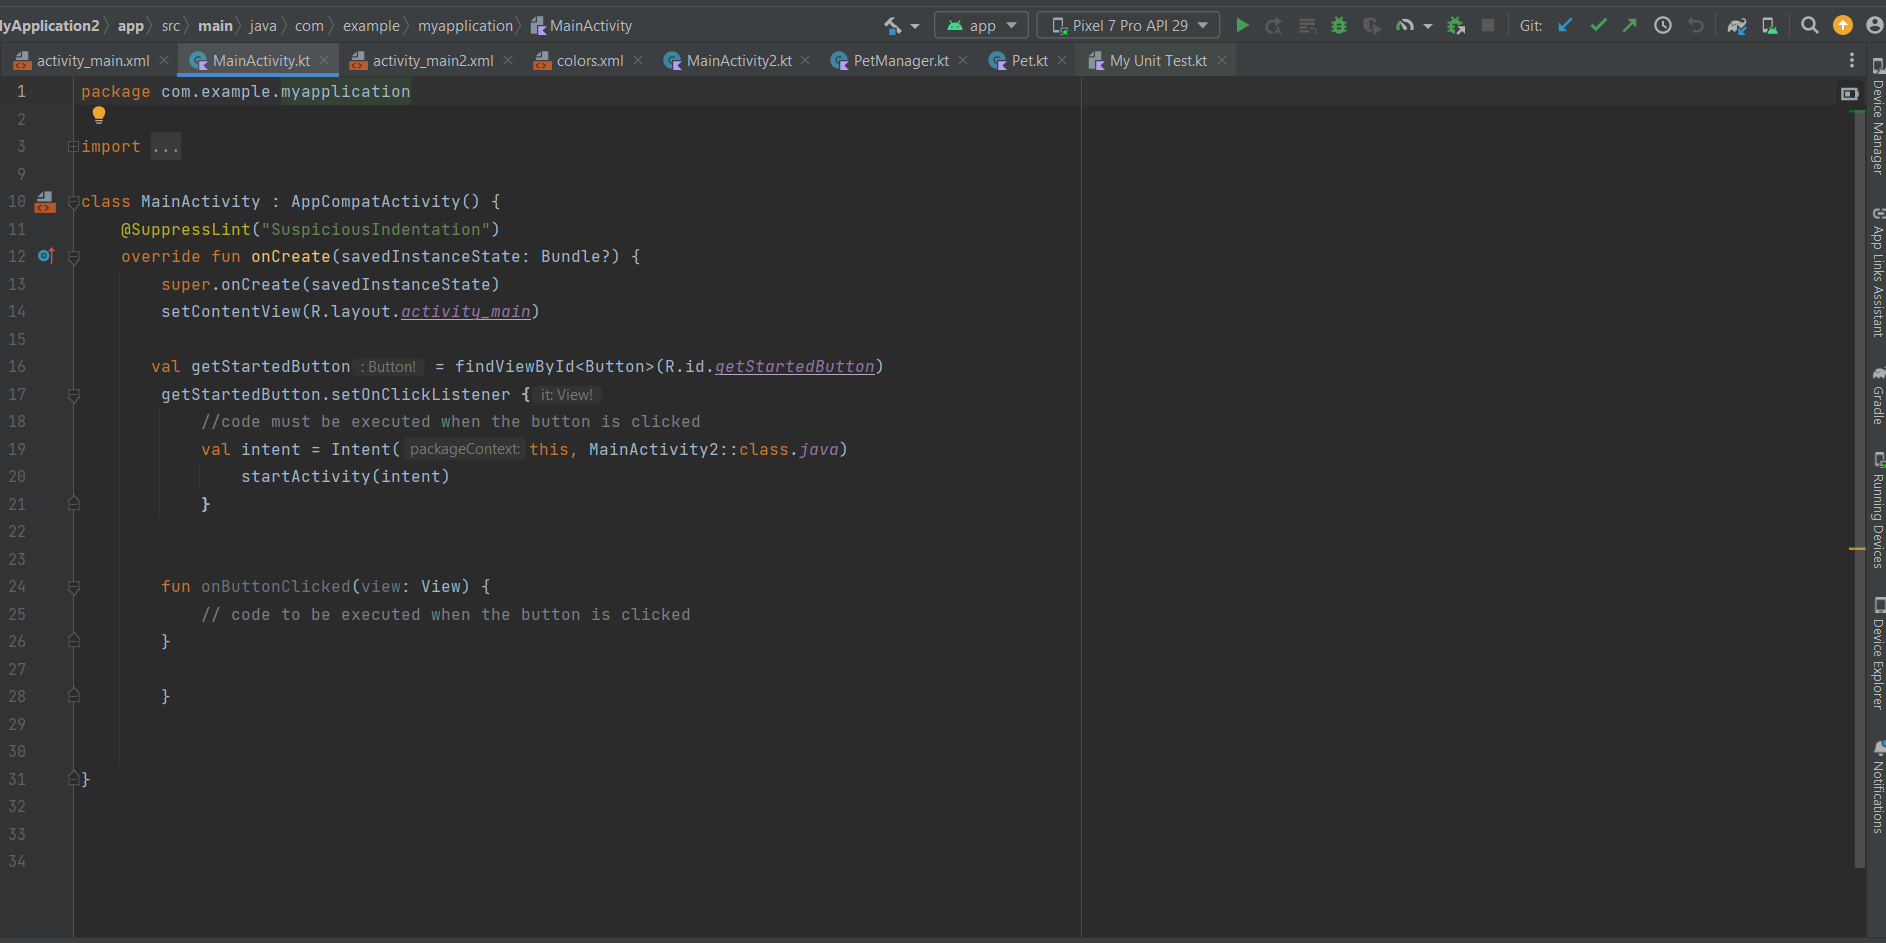 MyApplication2 app src main java com example myapplication MainActivity app Pixel 7 Pro API 29 Git:
activity_main.xml MainActivity.kt activity_main2.xml colors.xml MainActivity2.kt PetManager.kt Pet.kt My Unit Test.kt
1 package com.example.myapplication
2
3 import ...
9
10 class MainActivity : AppCompatActivity() {
11 @SuppressLint("SuspiciousIndentation")
12 override fun onCreate(savedInstanceState: Bundle?) {
13 super.onCreate(savedInstanceState)
14 setContentView(R.layout.activity_main)
15
16 val getStartedButton : Button! = findViewById<Button>(R.id.getStartedButton)
17 getStartedButton.setOnClickListener { it: View!
18 //code must be executed when the button is clicked
19 val intent = Intent( packageContext: this, MainActivity2::class.java)
20 startActivity(intent)
21 }
22
23
24 fun onButtonClicked(view: View) {
25 // code to be executed when the button is clicked
26 }
27
28 }
29
30
31 }
32
33
34
Device Manager
App Links Assistant
Gradle
Running Devices
Device Explorer
Notifications